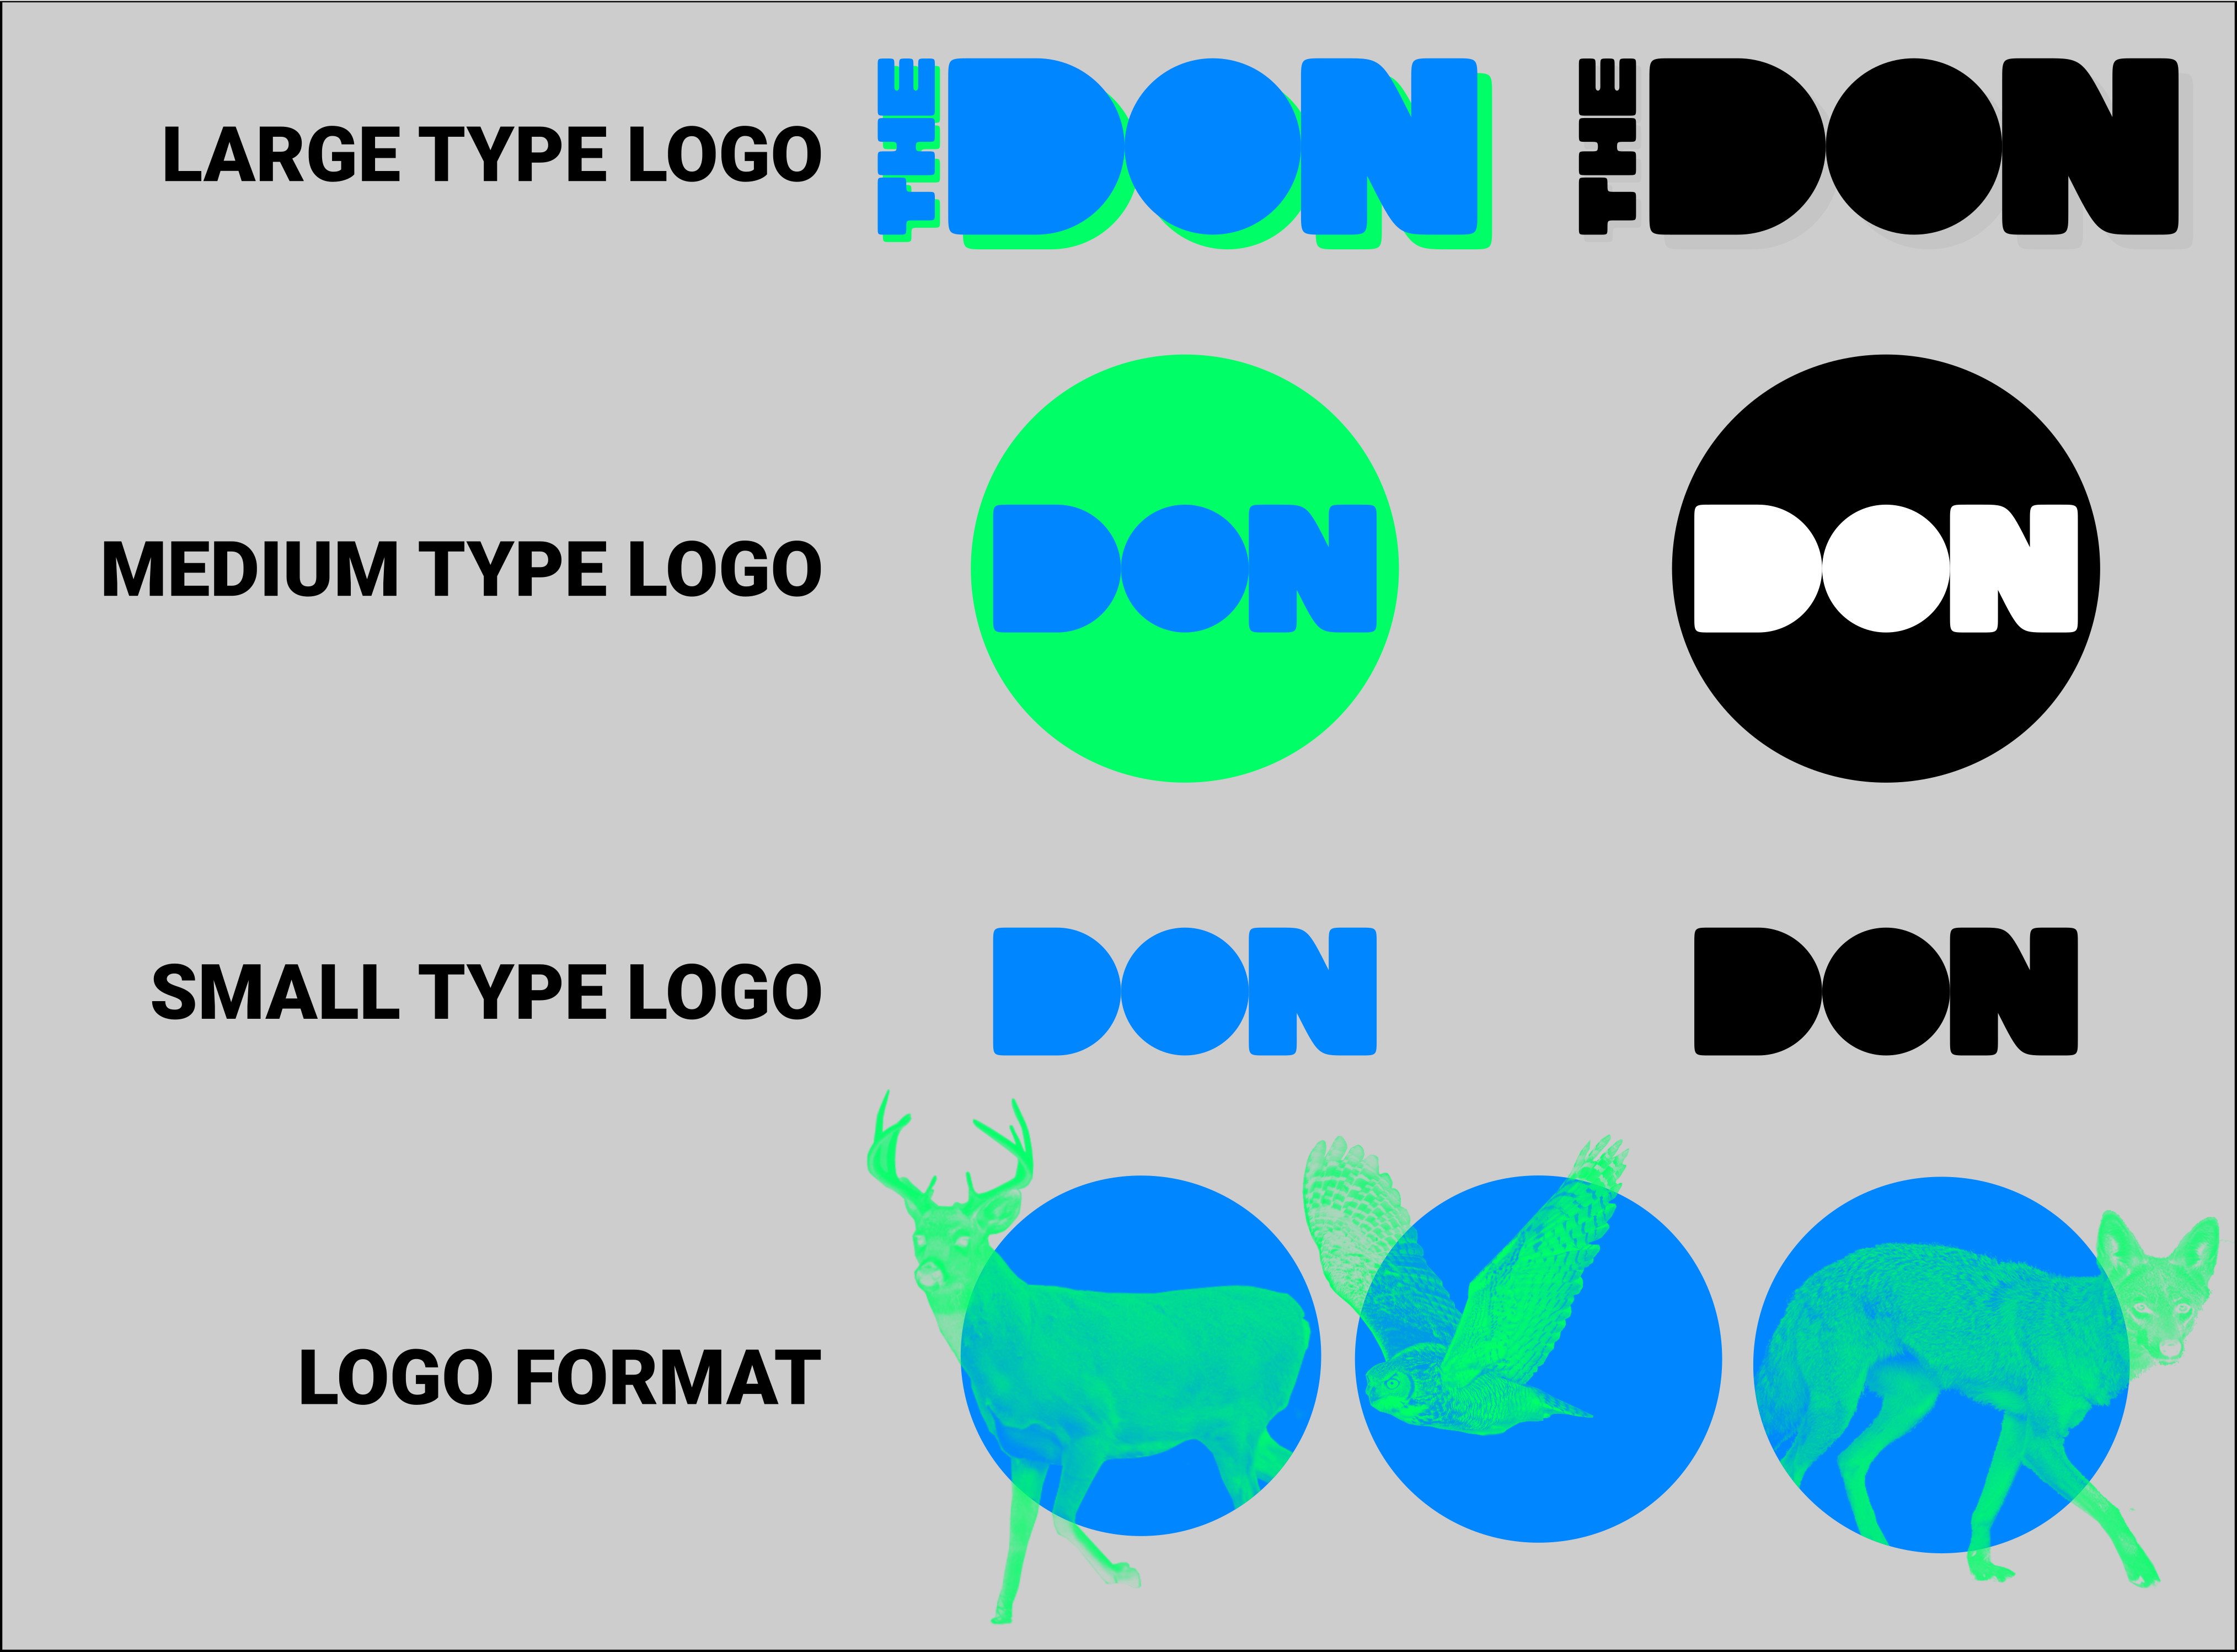 LARGE TYPE LOGO
THE DON
THE DON
MEDIUM TYPE LOGO
DON
DON
SMALL TYPE LOGO
DON
DON
LOGO FORMAT